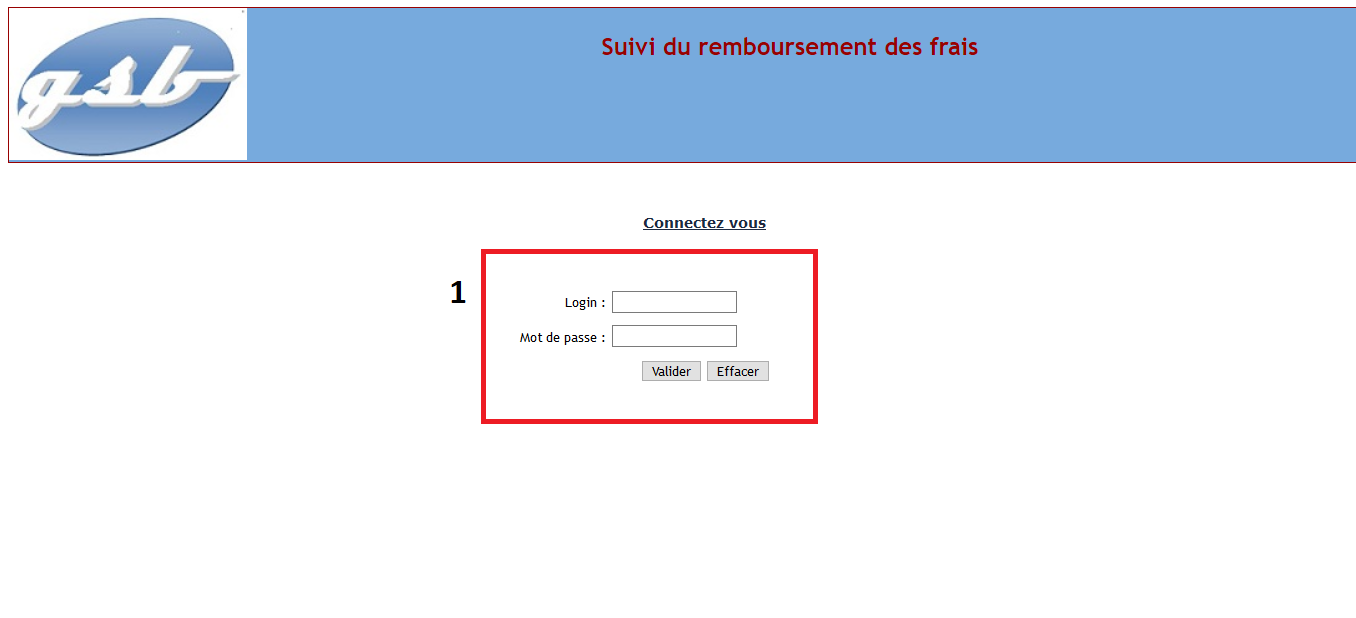 gsb
Suivi du remboursement des frais
Connectez vous
1
Login :
Mot de passe :
Valider Effacer